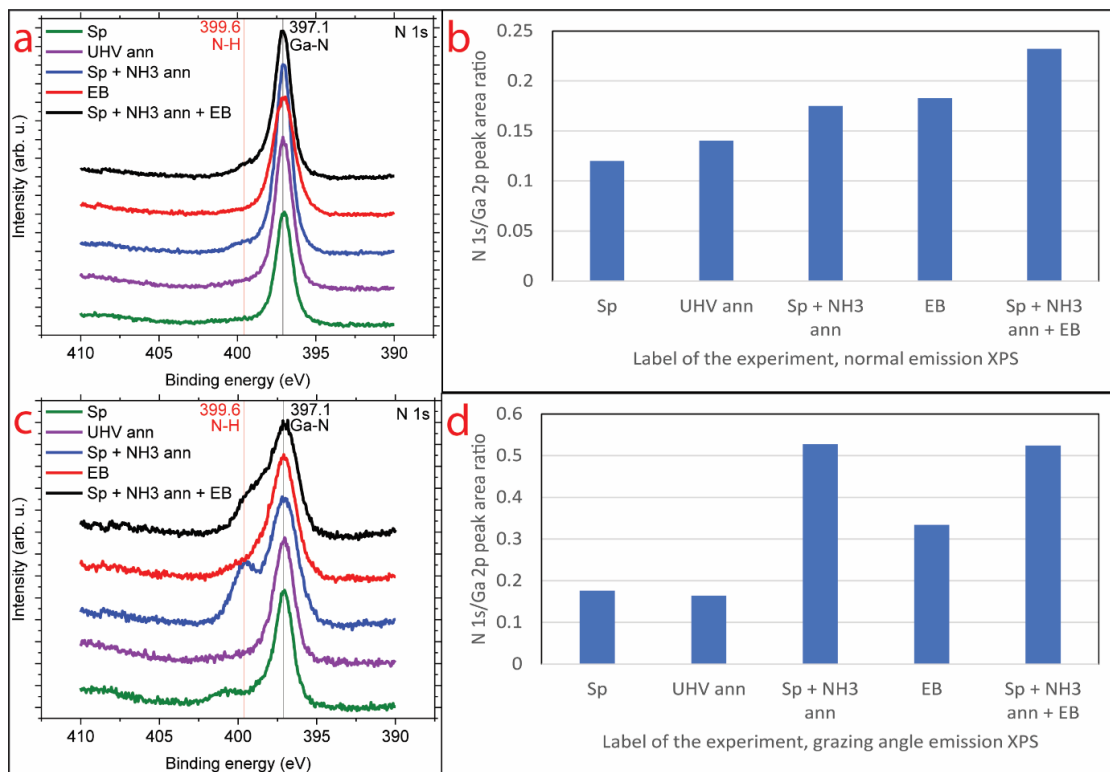 a
399.6
N-H
397.1
Ga-N
N 1s
Sp
UHV ann
Sp + NH3 ann
EB
Sp + NH3 ann + EB
Intensity (arb. u.)
410 405 400 395 390
Binding energy (eV)
b
N 1s/Ga 2p peak area ratio
0.25
0.2
0.15
0.1
0.05
0
Sp UHV ann Sp + NH3 EB Sp + NH3
ann ann + EB
Label of the experiment, normal emission XPS
c
399.6
N-H
397.1
Ga-N
N 1s
Sp
UHV ann
Sp + NH3 ann
EB
Sp + NH3 ann + EB
Intensity (arb. u.)
410 405 400 395 390
Binding energy (eV)
d
N 1s/Ga 2p peak area ratio
0.6
0.5
0.4
0.3
0.2
0.1
0
Sp UHV ann Sp + NH3 EB Sp + NH3
ann ann + EB
Label of the experiment, grazing angle emission XPS